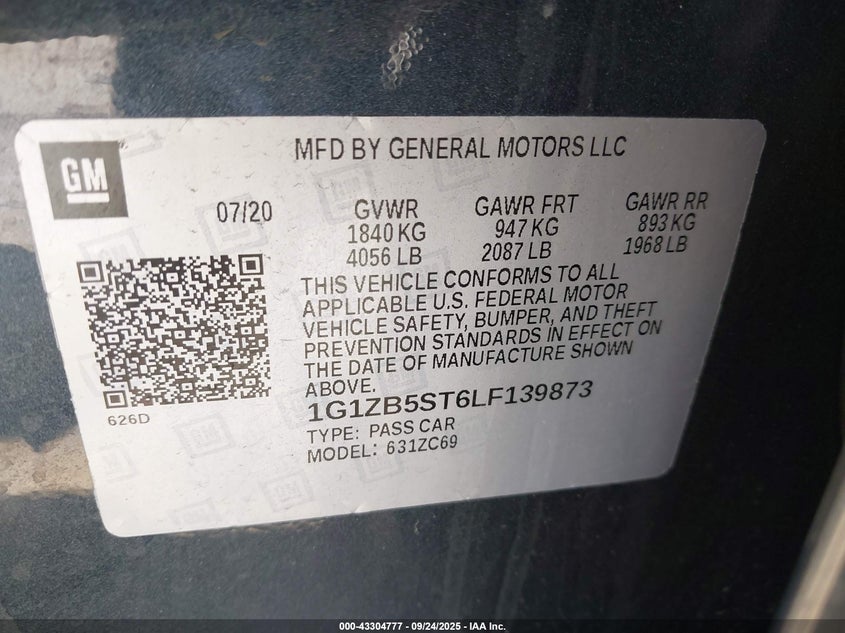 GM
MFD BY GENERAL MOTORS LLC
07/20 GVWR GAWR FRT GAWR RR
1840 KG 947 KG 893 KG
4056 LB 2087 LB 1968 LB
THIS VEHICLE CONFORMS TO ALL
APPLICABLE U.S. FEDERAL MOTOR
VEHICLE SAFETY, BUMPER, AND THEFT
PREVENTION STANDARDS IN EFFECT ON
THE DATE OF MANUFACTURE SHOWN
ABOVE.
626D
1G1ZB5ST6LF139873
TYPE: PASS CAR
MODEL: 631ZC69
000-43304777 - 09/24/2025 - IAA Inc.